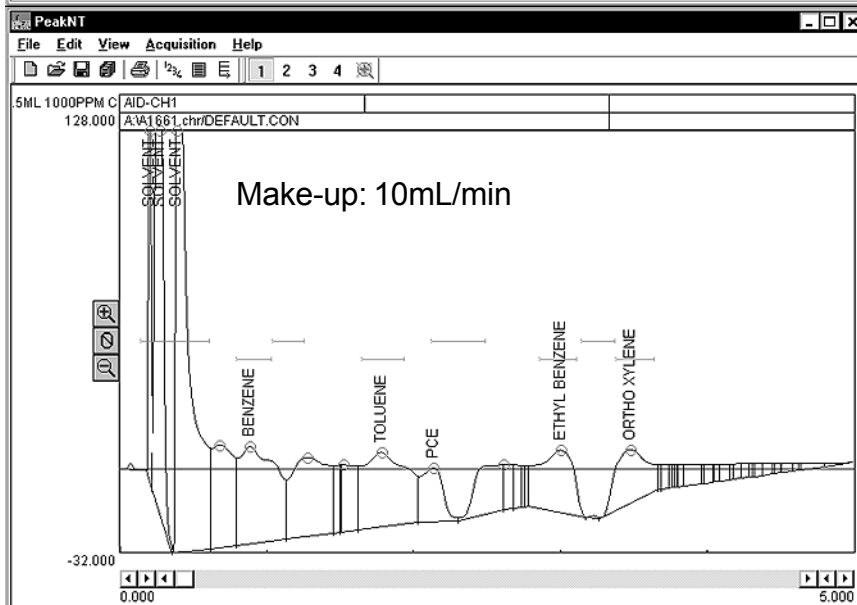 PeakNT
File Edit View Acquisition Help
1 2 3 4
.5ML 1000PPM C AID-CH1
128.000 A:\A1661.chr/DEFAULT.CON
SOLVENT
SOLVENT
SOLVENT
Make-up: 10mL/min
BENZENE
TOLUENE
PCE
ETHYL BENZENE
ORTHO XYLENE
-32.000
0.000 5.000